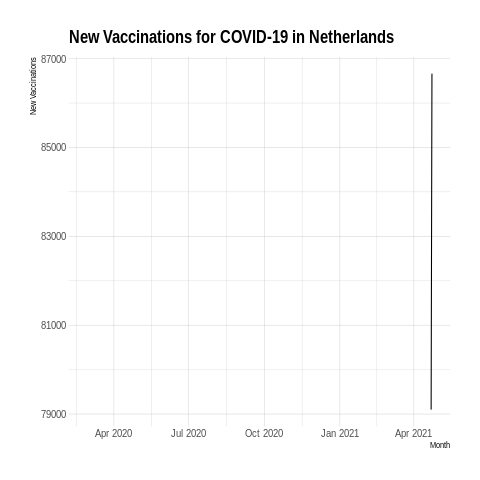 New Vaccinations for COVID-19 in Netherlands
New Vaccinations
87000
85000
83000
81000
79000
Apr 2020 Jul 2020 Oct 2020 Jan 2021 Apr 2021
Month